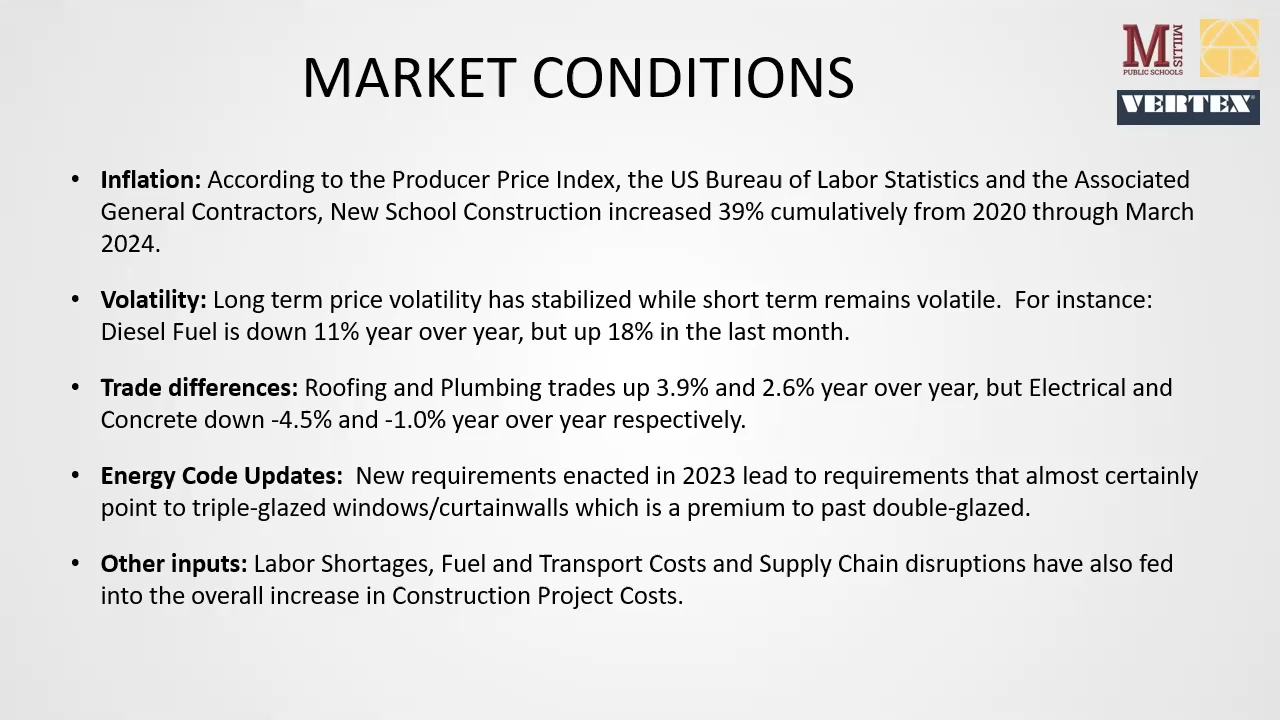 MARKET CONDITIONS
M
MILLIS
PUBLIC SCHOOLS
VERTEX®
• Inflation: According to the Producer Price Index, the US Bureau of Labor Statistics and the Associated
General Contractors, New School Construction increased 39% cumulatively from 2020 through March
2024.
• Volatility: Long term price volatility has stabilized while short term remains volatile.  For instance:
Diesel Fuel is down 11% year over year, but up 18% in the last month.
• Trade differences: Roofing and Plumbing trades up 3.9% and 2.6% year over year, but Electrical and
Concrete down -4.5% and -1.0% year over year respectively.
• Energy Code Updates:  New requirements enacted in 2023 lead to requirements that almost certainly
point to triple-glazed windows/curtainwalls which is a premium to past double-glazed.
• Other inputs: Labor Shortages, Fuel and Transport Costs and Supply Chain disruptions have also fed
into the overall increase in Construction Project Costs.